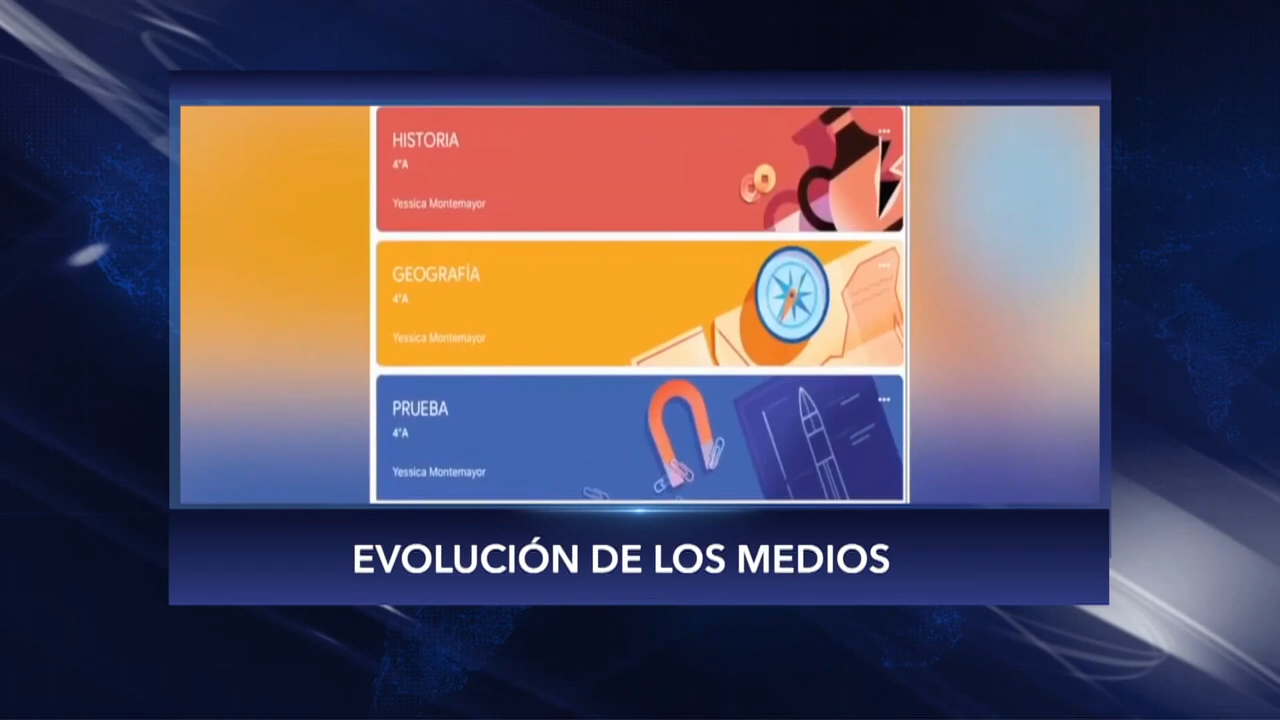 HISTORIA
4°A
Yessica Montemayor
GEOGRAFÍA
4°A
Yessica Montemayor
PRUEBA
4°A
Yessica Montemayor
EVOLUCIÓN DE LOS MEDIOS